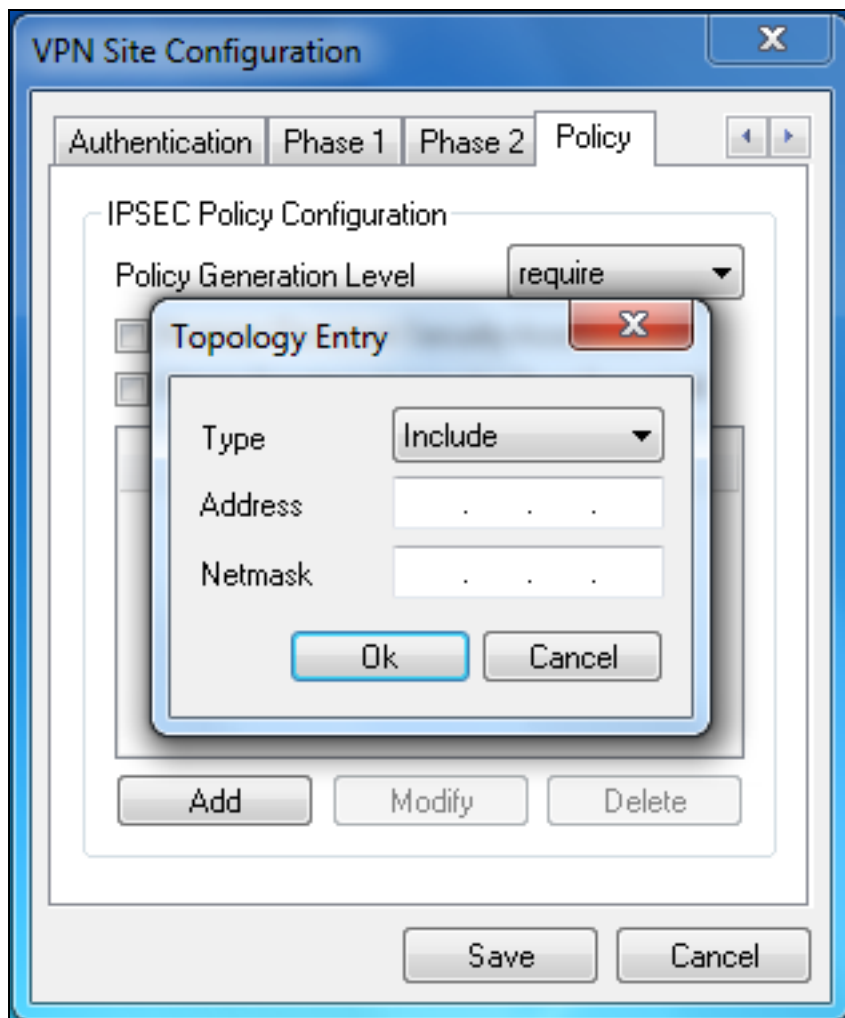 VPN Site Configuration
Authentication Phase 1 Phase 2 Policy
IPSEC Policy Configuration
Policy Generation Level require
Topology Entry
Type Include
Address . . .
Netmask . . .
Ok Cancel
Add Modify Delete
Save Cancel